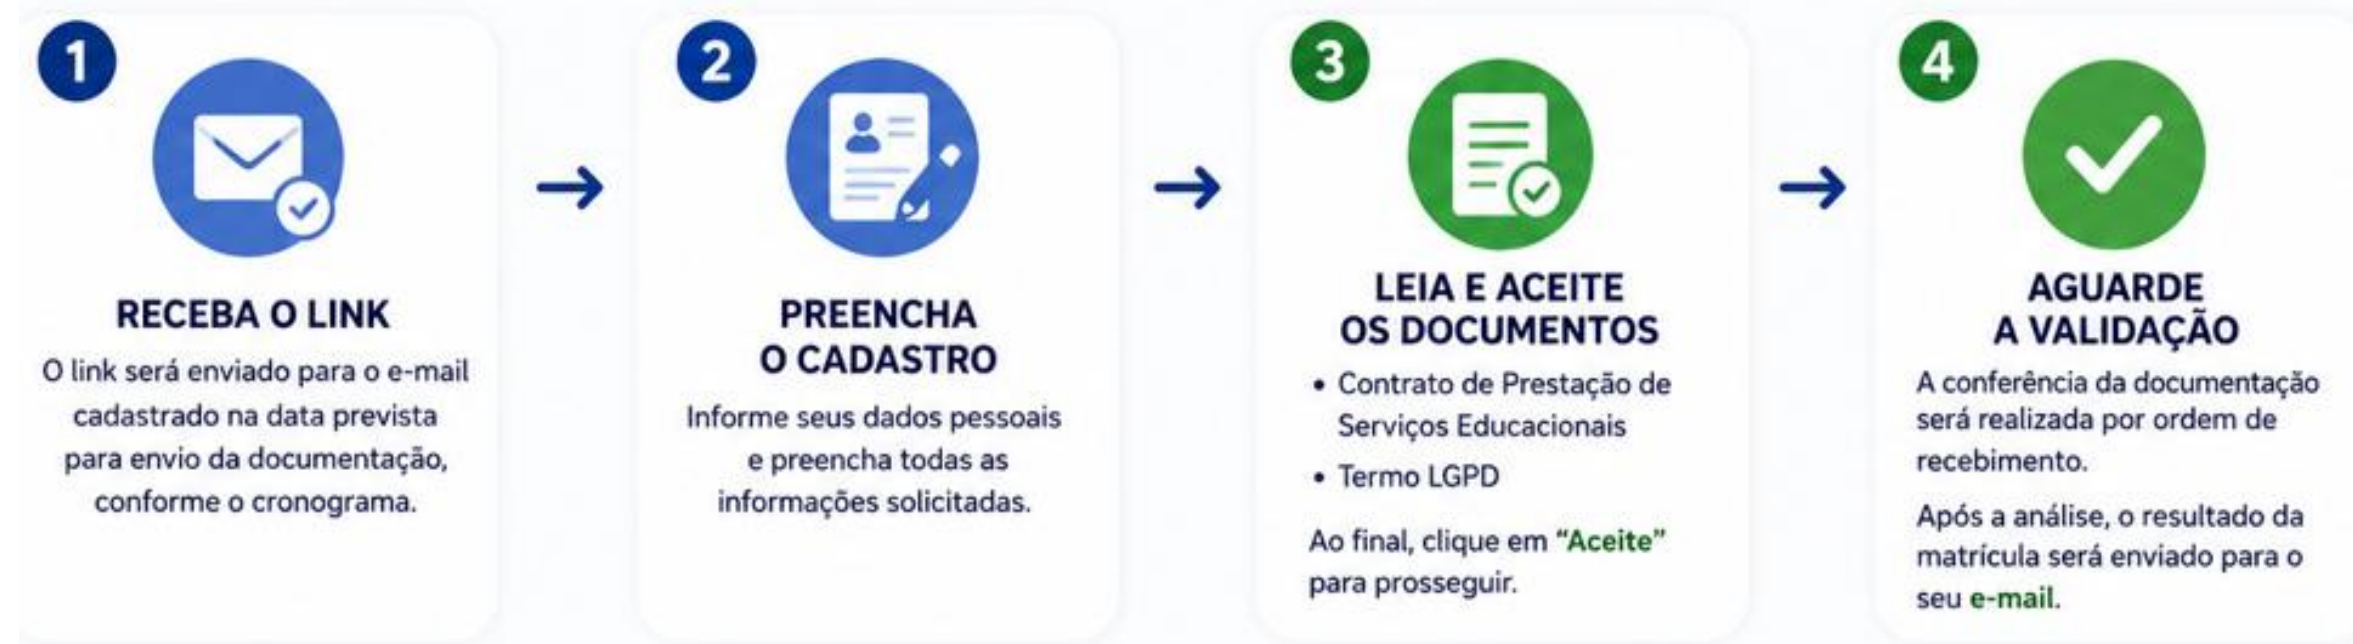 1
RECEBA O LINK
O link será enviado para o e-mail
cadastrado na data prevista
para envio da documentação,
conforme o cronograma.
2
PREENCHA
O CADASTRO
Informe seus dados pessoais
e preencha todas as
informações solicitadas.
3
LEIA E ACEITE
OS DOCUMENTOS
• Contrato de Prestação de
Serviços Educacionais
• Termo LGPD
Ao final, clique em “Aceite”
para prosseguir.
4
AGUARDE
A VALIDAÇÃO
A conferência da documentação
será realizada por ordem de
recebimento.
Após a análise, o resultado da
matrícula será enviado para o
seu e-mail.